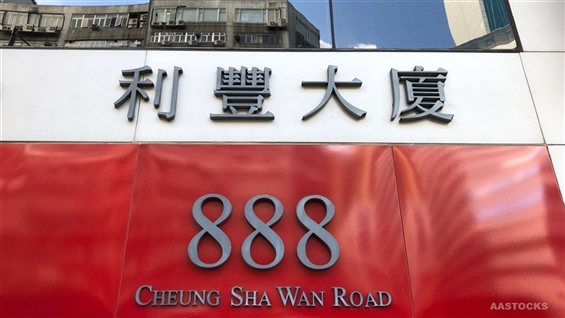 利豐大廈
888
CHEUNG SHA WAN ROAD
AASTOCKS